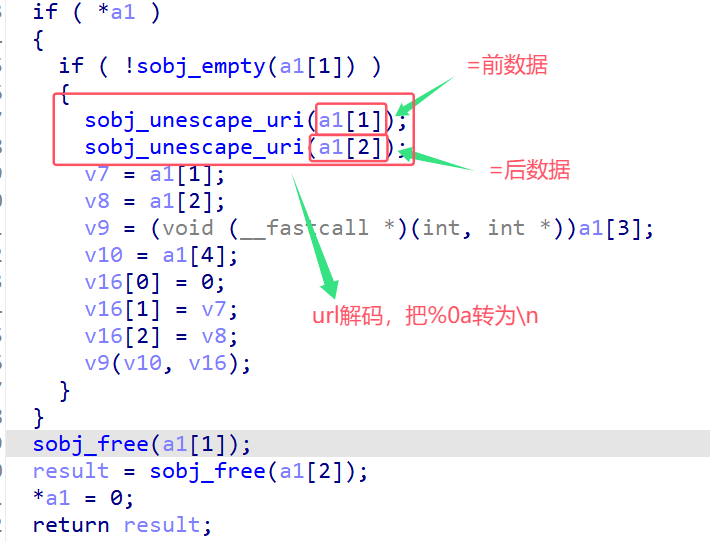 if ( *a1 )
{
if ( !sobj_empty(a1[1]) )
=前数据
{
sobj_unescape_uri(a1[1]);
sobj_unescape_uri(a1[2]);
=后数据
v7 = a1[1];
v8 = a1[2];
v9 = (void (__fastcall *)(int, int *))a1[3];
v10 = a1[4];
v16[0] = 0;
v16[1] = v7;
url解码，把%0a转为\n
v16[2] = v8;
v9(v10, v16);
}
}
sobj_free(a1[1]);
result = sobj_free(a1[2]);
*a1 = 0;
return result;